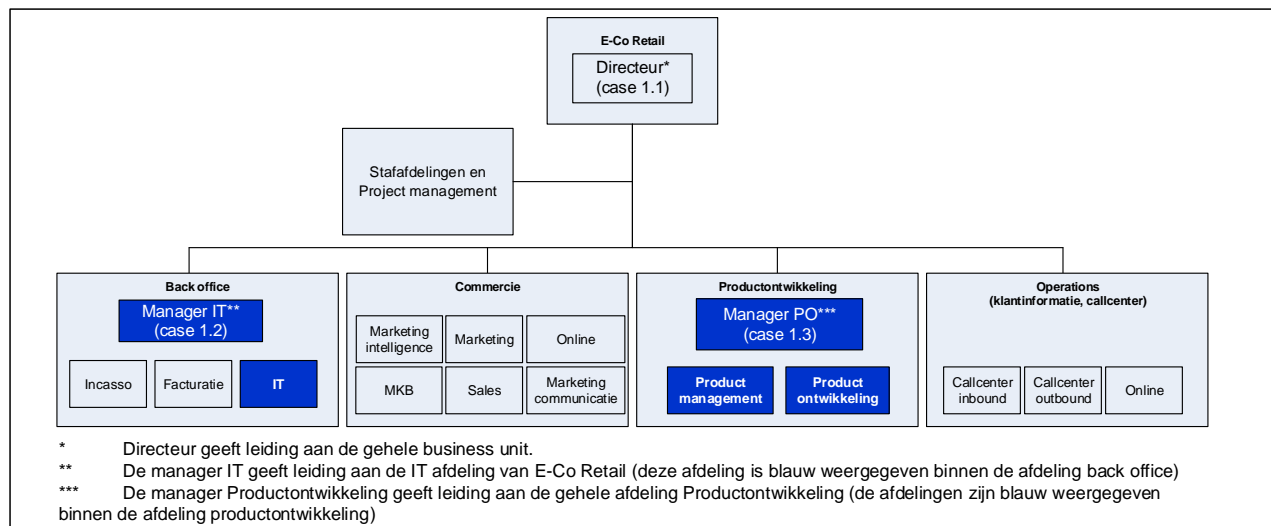 E-Co Retail
Directeur*
(case 1.1)
Stafafdelingen en
Project management
Back office
Manager IT**
(case 1.2)
Incasso
Facturatie
IT
Commercie
Marketing
intelligence
Marketing
Online
MKB
Sales
Marketing
communicatie
Productontwikkeling
Manager PO***
(case 1.3)
Product
management
Product
ontwikkeling
Operations
(klantinformatie, callcenter)
Callcenter
inbound
Callcenter
outbound
Online
* Directeur geeft leiding aan de gehele business unit.
** De manager IT geeft leiding aan de IT afdeling van E-Co Retail (deze afdeling is blauw weergegeven binnen de afdeling back office)
*** De manager Productontwikkeling geeft leiding aan de gehele afdeling Productontwikkeling (de afdelingen zijn blauw weergegeven
binnen de afdeling productontwikkeling)